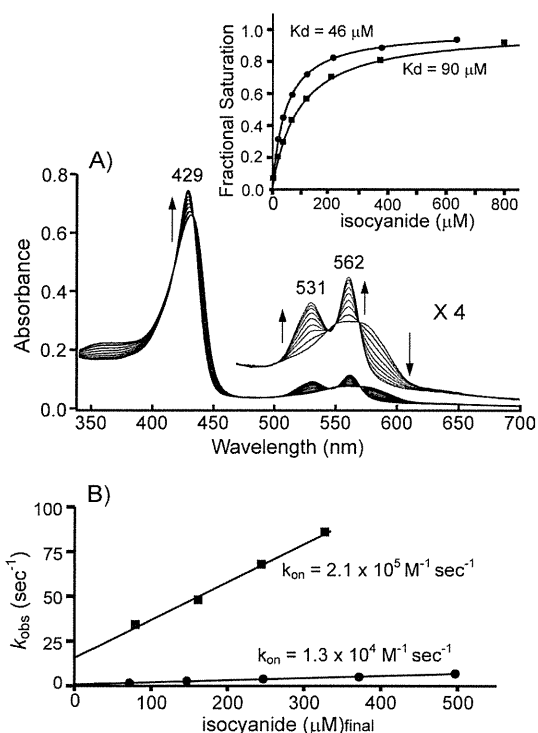 Kd = 46 µM
Kd = 90 µM
Fractional Saturation
1.0
0.8
0.6
0.4
0.2
0.0
0 200 400 600 800
isocyanide (µM)
A)
429
531
562
X 4
Absorbance
0.8
0.6
0.4
0.2
0.0
350 400 450 500 550 600 650 700
Wavelength (nm)
B)
kobs (sec-1)
100
75
50
25
0
kon = 2.1 x 10⁵ M⁻¹ sec⁻¹
kon = 1.3 x 10⁴ M⁻¹ sec⁻¹
0 100 200 300 400 500
isocyanide (µM)final